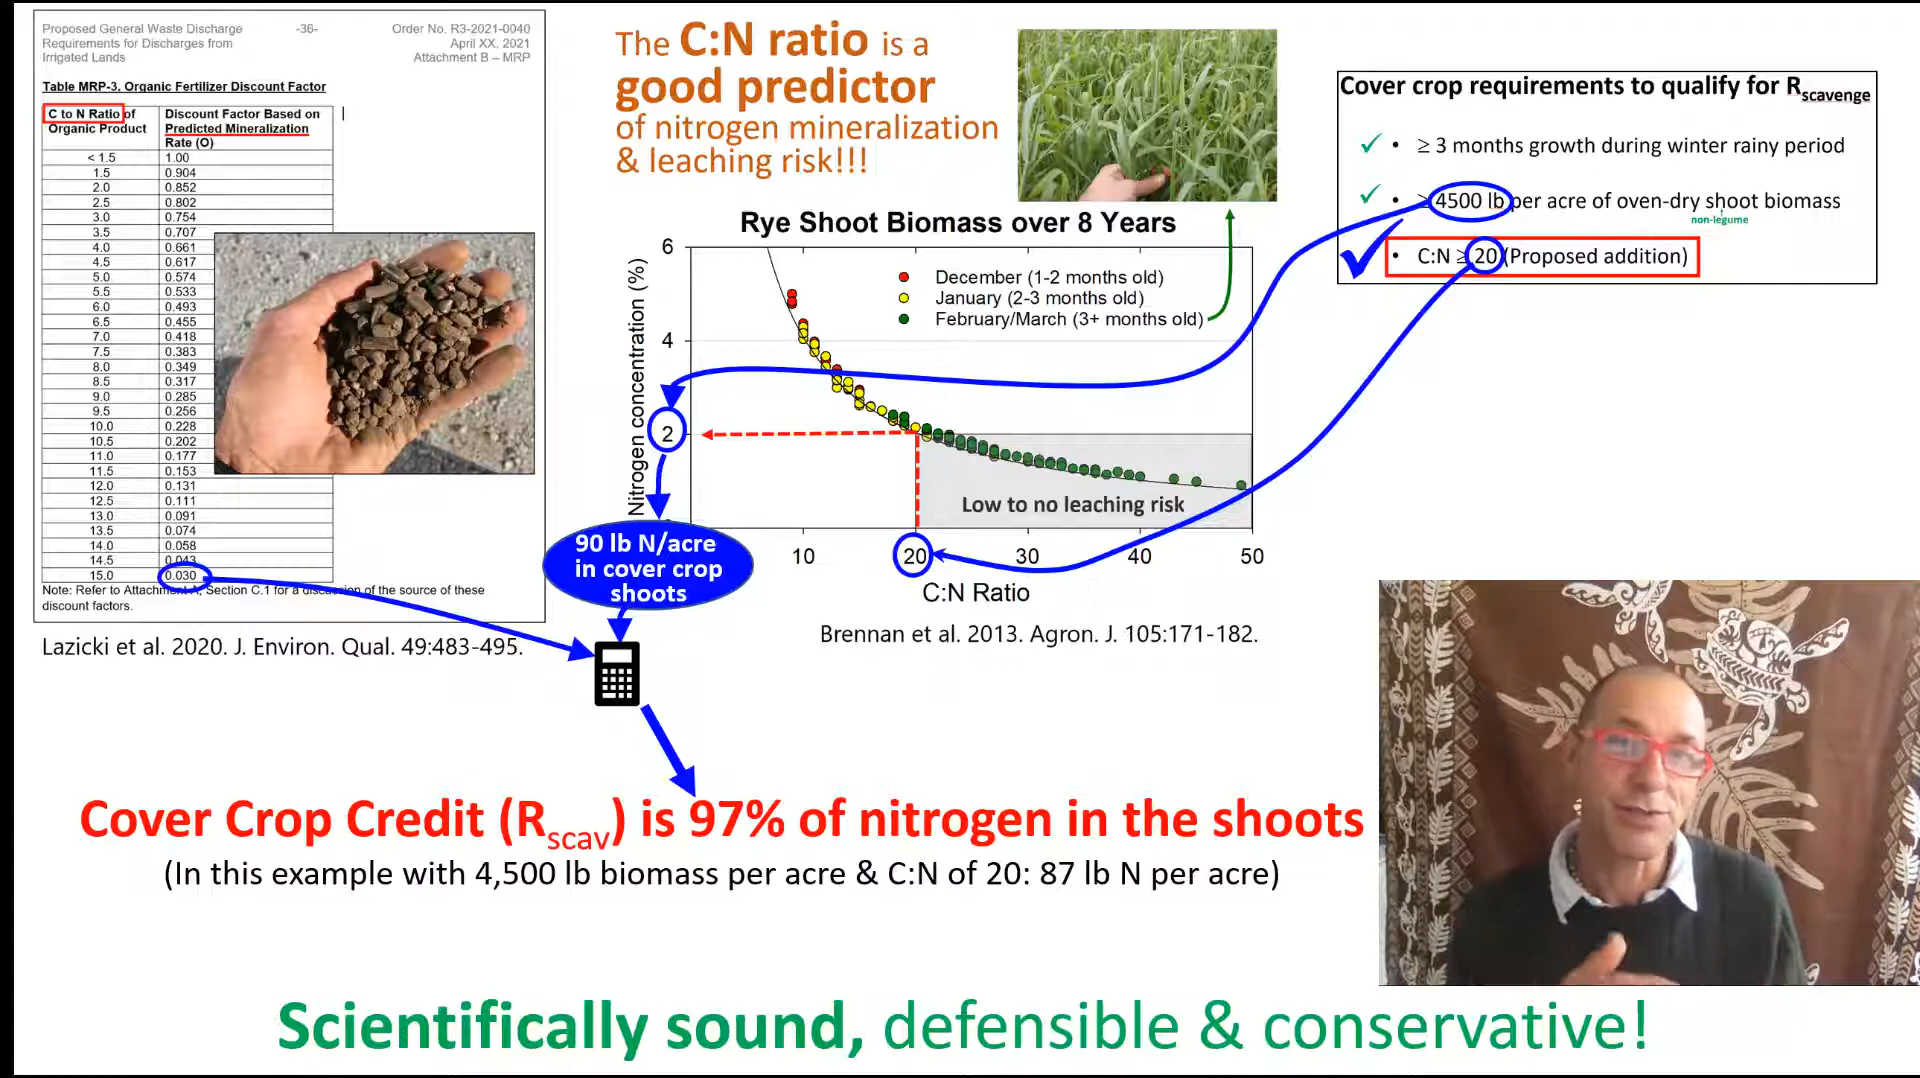 Proposed General Waste Discharge -36- Order No. R3-2021-0040
Requirements for Discharges from April XX, 2021
Irrigated Lands Attachment B – MRP
Table MRP-3. Organic Fertilizer Discount Factor
C to N Ratio of Discount Factor Based on
Organic Product Predicted Mineralization
Rate (O)
< 1.5 1.00
1.5 0.904
2.0 0.852
2.5 0.802
3.0 0.754
3.5 0.707
4.0 0.661
4.5 0.617
5.0 0.574
5.5 0.533
6.0 0.493
6.5 0.455
7.0 0.418
7.5 0.383
8.0 0.349
8.5 0.317
9.0 0.285
9.5 0.256
10.0 0.228
10.5 0.202
11.0 0.177
11.5 0.153
12.0 0.131
12.5 0.111
13.0 0.091
13.5 0.074
14.0 0.058
14.5 0.043
15.0 0.030
Note: Refer to Attachment A, Section C.1 for a discussion of the source of these
discount factors.
Lazicki et al. 2020. J. Environ. Qual. 49:483-495.
The C:N ratio is a
good predictor
of nitrogen mineralization
& leaching risk!!!
Rye Shoot Biomass over 8 Years
Nitrogen concentration (%)
6
4
2
December (1-2 months old)
January (2-3 months old)
February/March (3+ months old)
Low to no leaching risk
10 20 30 40 50
C:N Ratio
Brennan et al. 2013. Agron. J. 105:171-182.
90 lb N/acre
in cover crop
shoots
Cover crop requirements to qualify for Rscavenge
✓ • ≥ 3 months growth during winter rainy period
✓ • ≥ 4500 lb per acre of oven-dry shoot biomass
non-legume
✓ • C:N ≥ 20 (Proposed addition)
Cover Crop Credit (Rscav) is 97% of nitrogen in the shoots
(In this example with 4,500 lb biomass per acre & C:N of 20: 87 lb N per acre)
Scientifically sound, defensible & conservative!